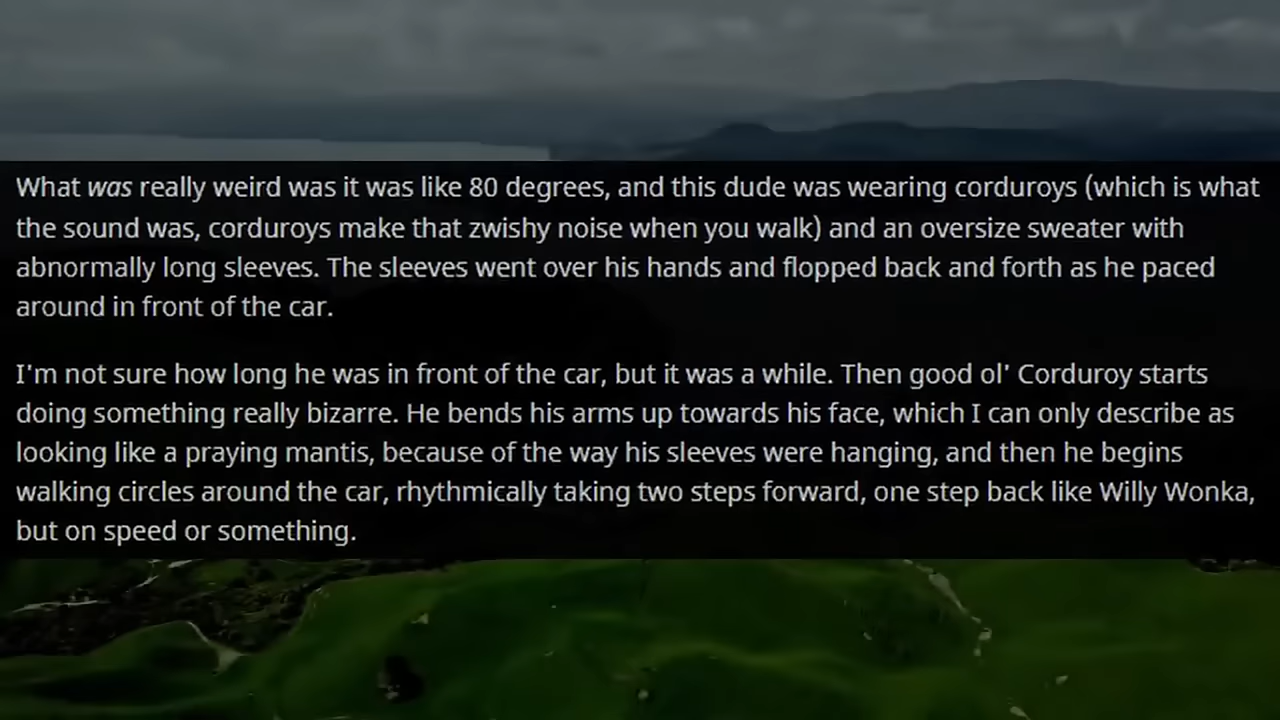 What was really weird was it was like 80 degrees, and this dude was wearing corduroys (which is what
the sound was, corduroys make that zwishy noise when you walk) and an oversize sweater with
abnormally long sleeves. The sleeves went over his hands and flopped back and forth as he paced
around in front of the car.
I'm not sure how long he was in front of the car, but it was a while. Then good ol' Corduroy starts
doing something really bizarre. He bends his arms up towards his face, which I can only describe as
looking like a praying mantis, because of the way his sleeves were hanging, and then he begins
walking circles around the car, rhythmically taking two steps forward, one step back like Willy Wonka,
but on speed or something.